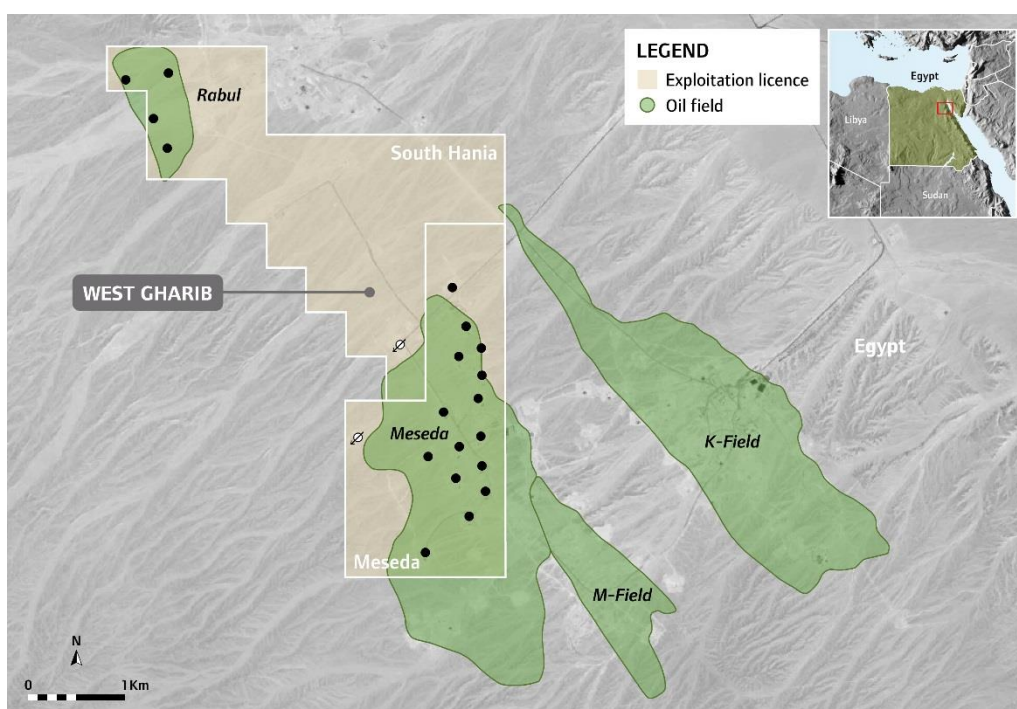 LEGEND
Exploitation licence
Oil field
Egypt
Libya
Sudan
Rabul
South Hania
WEST GHARIB
Egypt
Meseda
K-Field
Meseda
M-Field
N
0 1Km